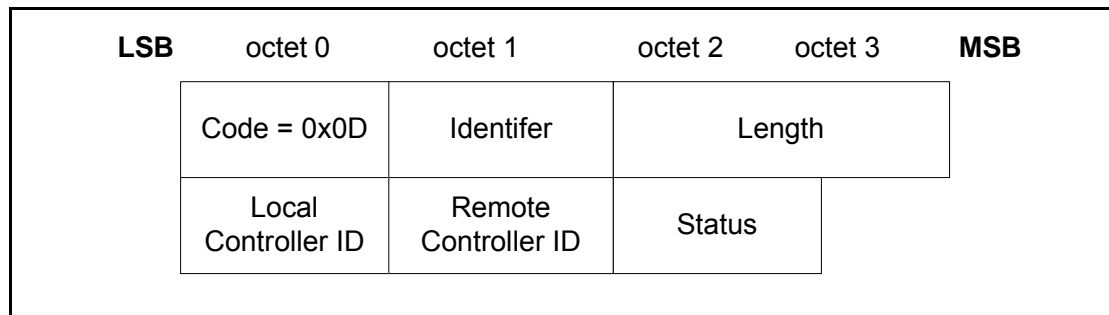 LSB octet 0 octet 1 octet 2 octet 3 MSB
Code = 0x0D Identifer Length
Local Remote Status
Controller ID Controller ID